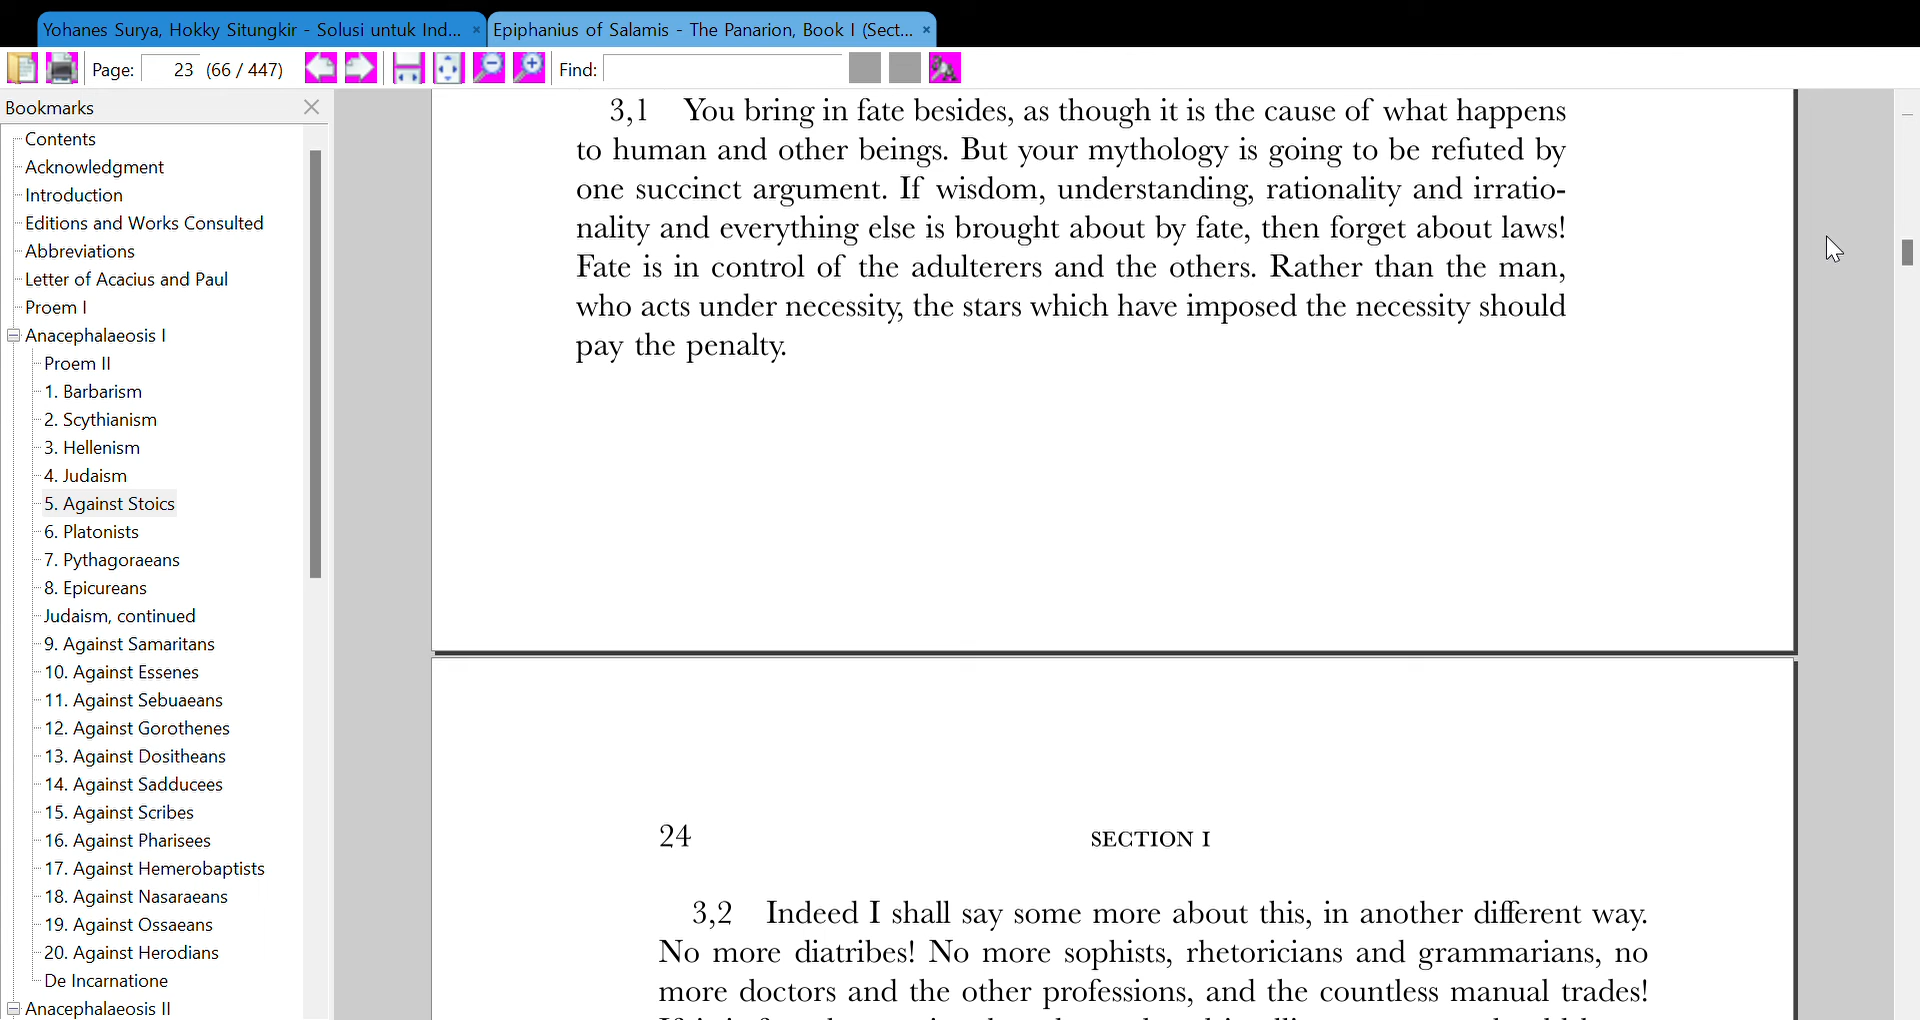 Yohanes Surya, Hokky Situngkir - Solusi untuk Ind... ×
Epiphanius of Salamis - The Panarion, Book I (Sect... ×
Page: 23 (66 / 447)
Find:
Bookmarks
Contents
Acknowledgment
Introduction
Editions and Works Consulted
Abbreviations
Letter of Acacius and Paul
Proem I
Anacephalaeosis I
Proem II
1. Barbarism
2. Scythianism
3. Hellenism
4. Judaism
5. Against Stoics
6. Platonists
7. Pythagoraeans
8. Epicureans
Judaism, continued
9. Against Samaritans
10. Against Essenes
11. Against Sebuaeans
12. Against Gorothenes
13. Against Dositheans
14. Against Sadducees
15. Against Scribes
16. Against Pharisees
17. Against Hemerobaptists
18. Against Nasaraeans
19. Against Ossaeans
20. Against Herodians
De Incarnatione
Anacephalaeosis II
3,1 You bring in fate besides, as though it is the cause of what happens
to human and other beings. But your mythology is going to be refuted by
one succinct argument. If wisdom, understanding, rationality and irratio-
nality and everything else is brought about by fate, then forget about laws!
Fate is in control of the adulterers and the others. Rather than the man,
who acts under necessity, the stars which have imposed the necessity should
pay the penalty.
24 SECTION I
3,2 Indeed I shall say some more about this, in another different way.
No more diatribes! No more sophists, rhetoricians and grammarians, no
more doctors and the other professions, and the countless manual trades!